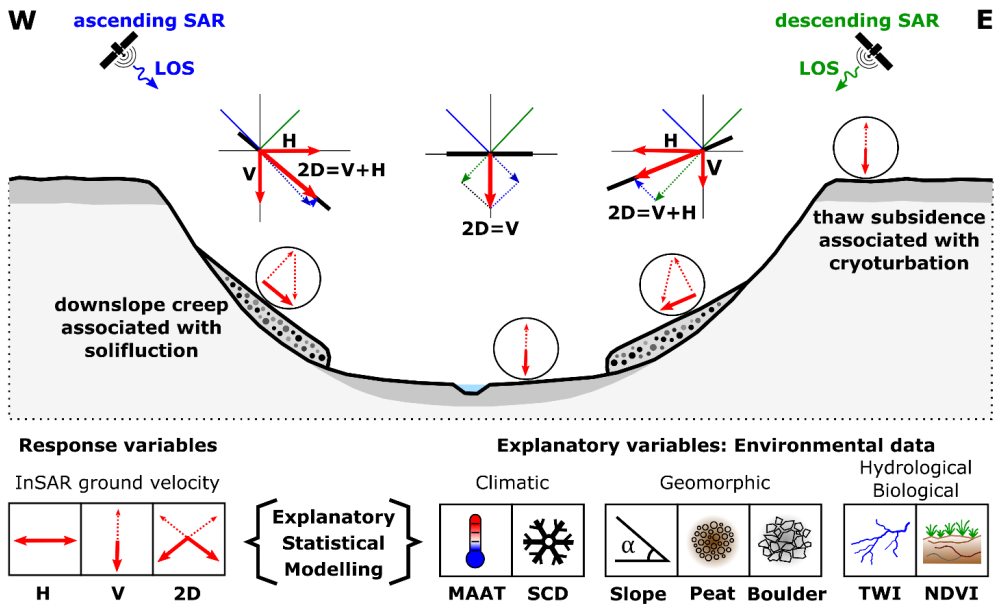 W
ascending SAR
descending SAR
E
LOS
LOS
H
V
2D=V+H
2D=V
H
V
2D=V+H
thaw subsidence
associated with
cryoturbation
downslope creep
associated with
solifluction
Response variables
Explanatory variables: Environmental data
InSAR ground velocity
Climatic
Geomorphic
Hydrological
Biological
Explanatory
Statistical
Modelling
α
H
V
2D
MAAT
SCD
Slope
Peat
Boulder
TWI
NDVI